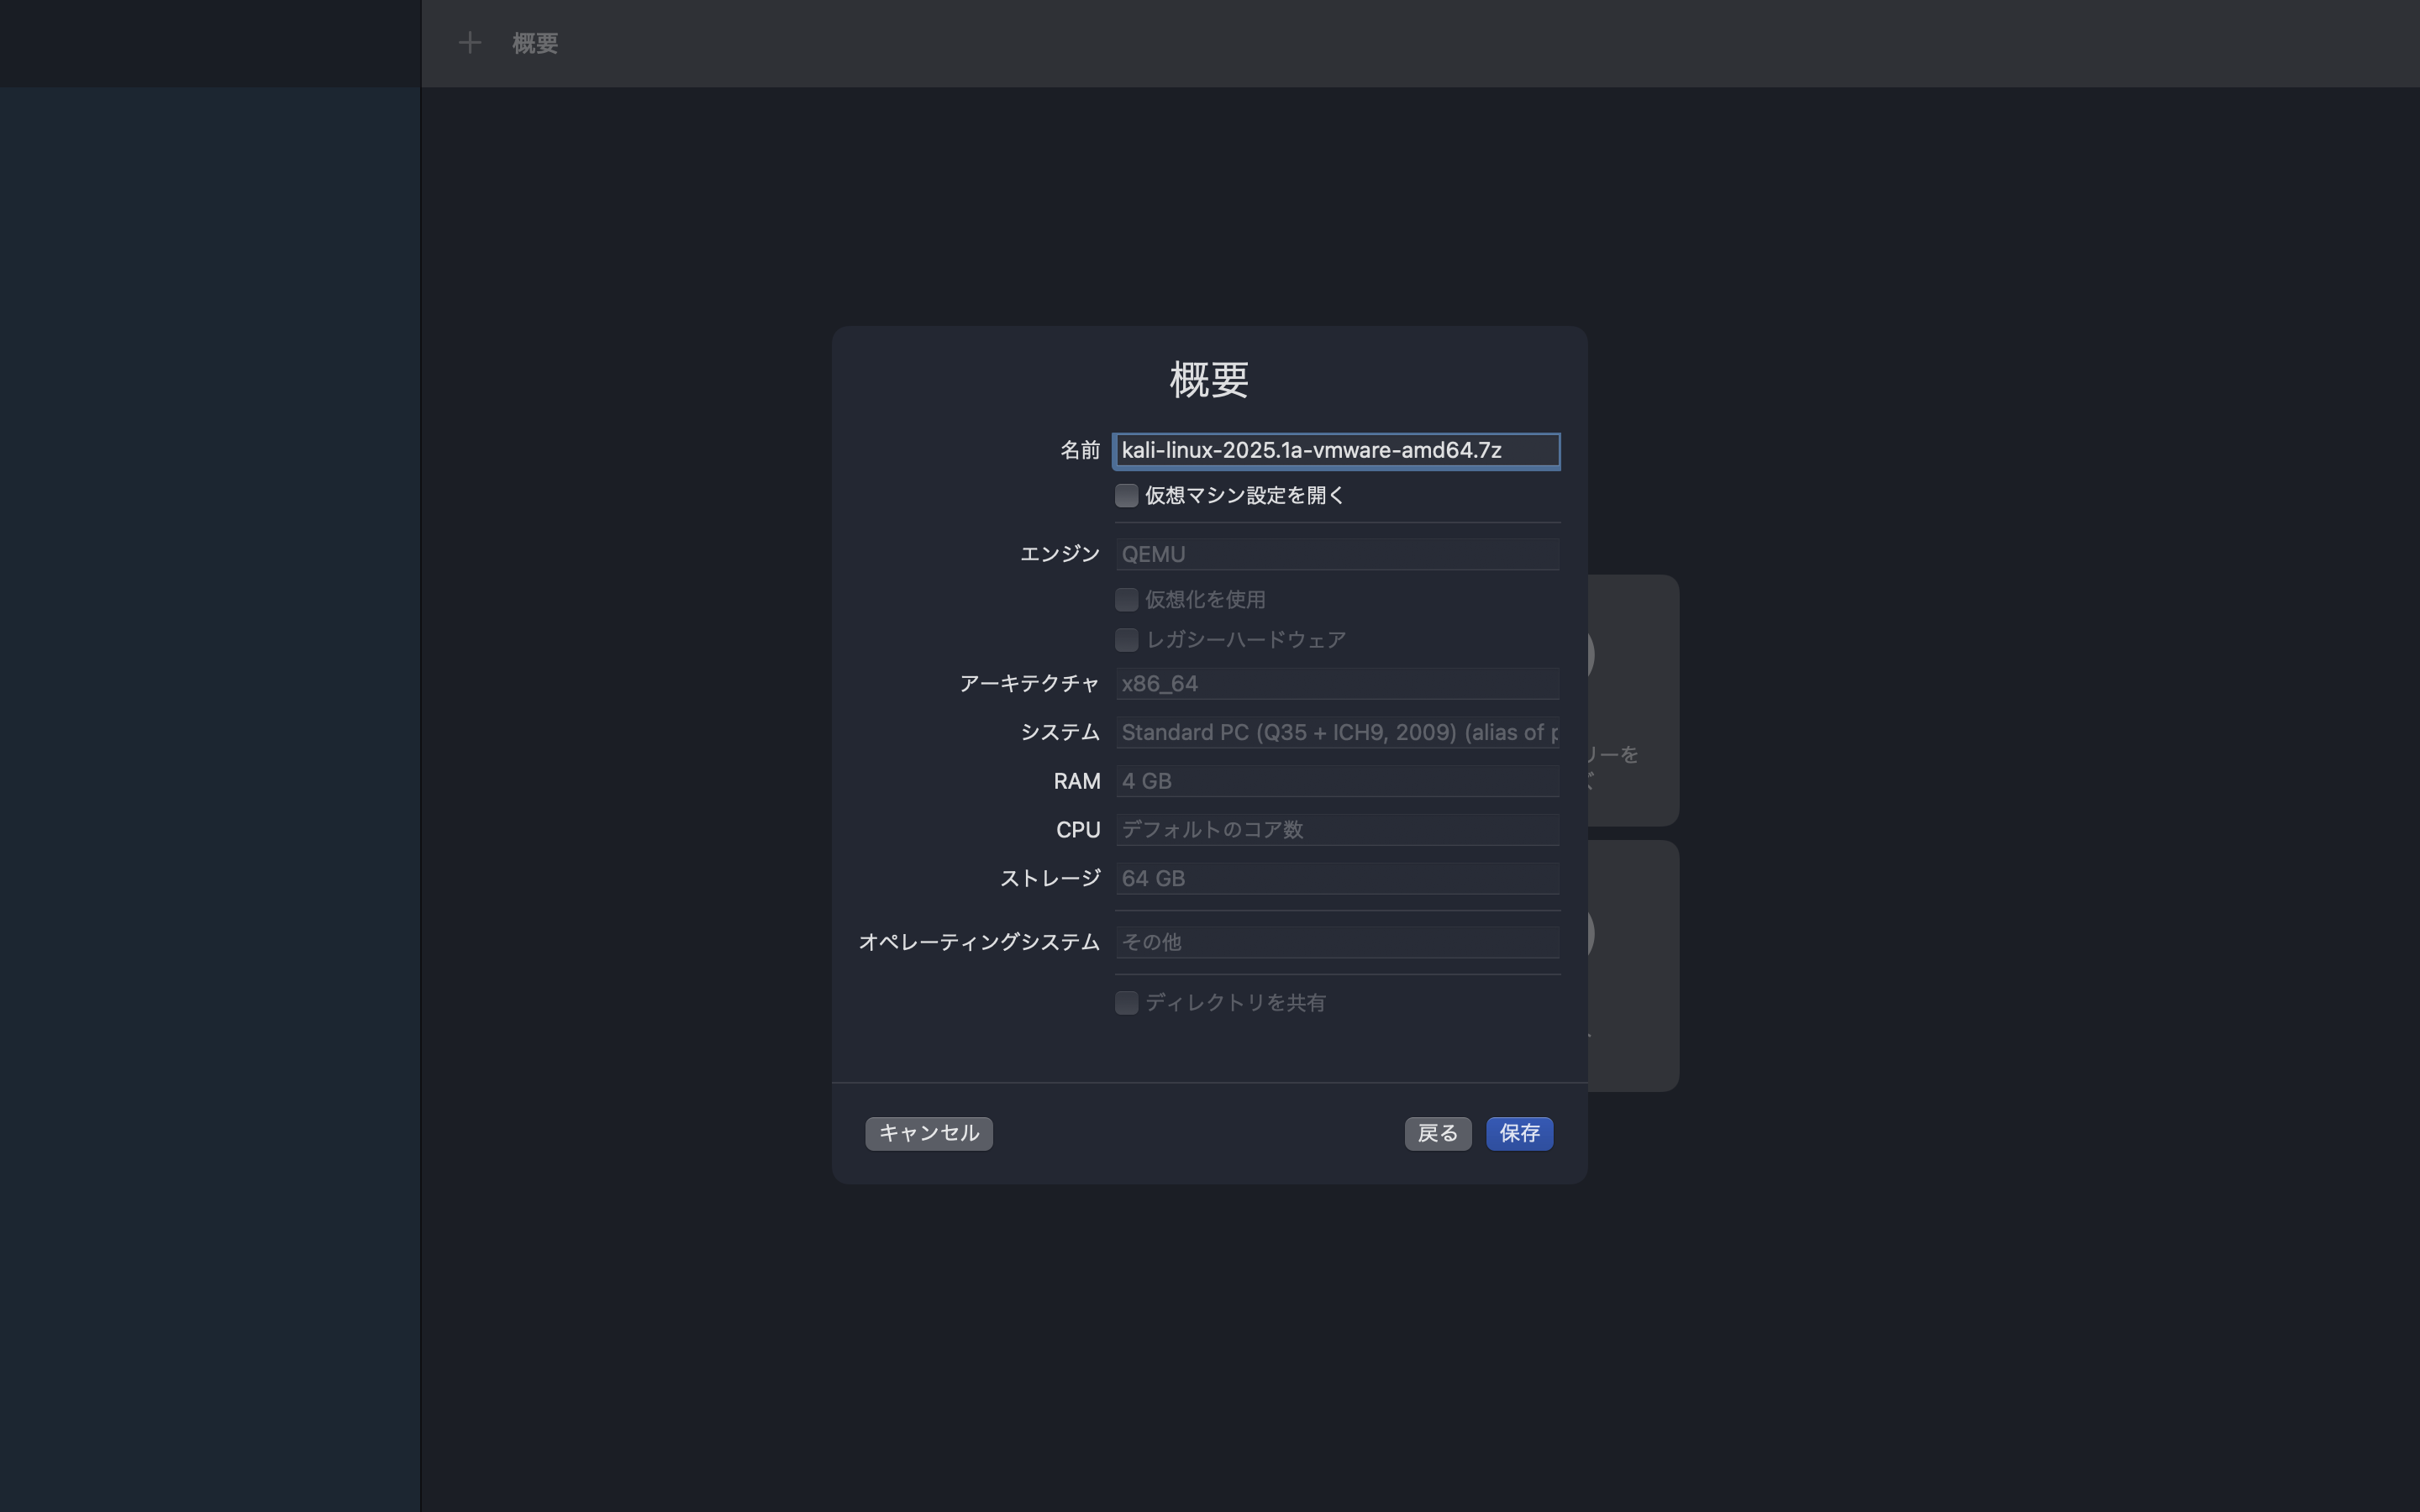 概要
概要
名前 kali-linux-2025.1a-vmware-amd64.7z
仮想マシン設定を開く
エンジン QEMU
仮想化を使用
レガシーハードウェア
アーキテクチャ x86_64
システム Standard PC (Q35 + ICH9, 2009) (alias of
RAM 4 GB
CPU デフォルトのコア数
ストレージ 64 GB
オペレーティングシステム その他
ディレクトリを共有
リーを
キャンセル 戻る 保存